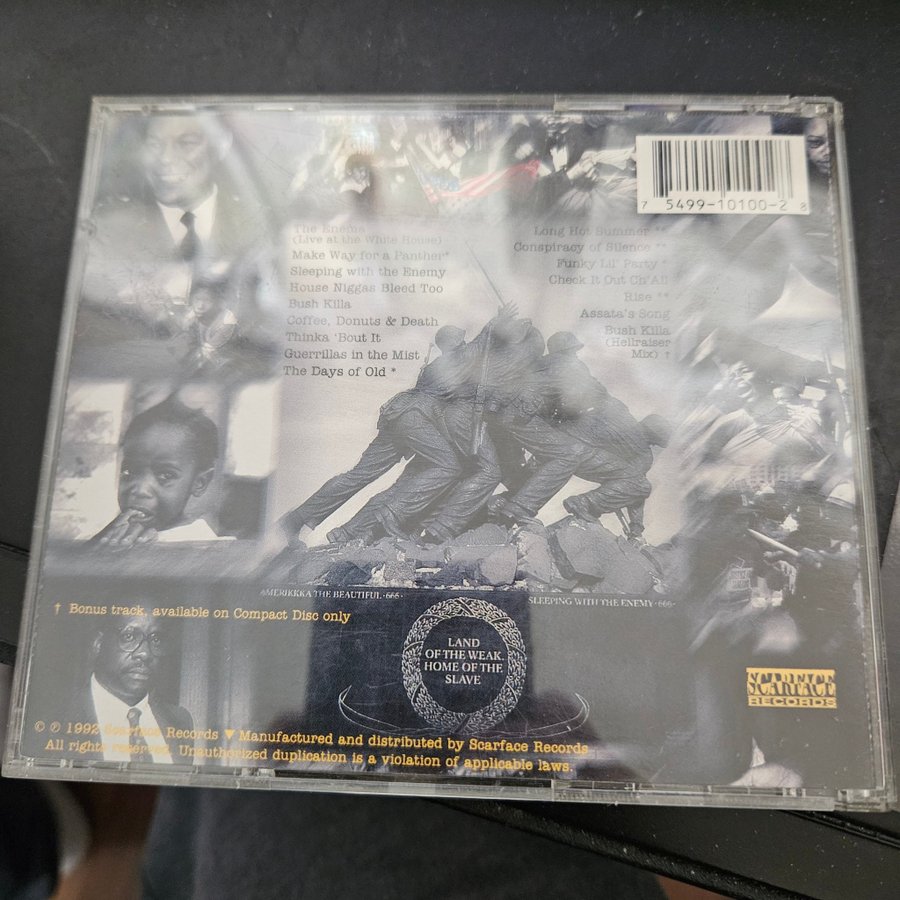 7 5499-10100-2 8
The Enema
(Live at the White House)
Make Way for a Panther*
Sleeping with the Enemy
House Niggas Bleed Too
Bush Killa
Coffee, Donuts & Death
Thinka 'Bout It
Guerrillas in the Mist
The Days of Old *
Long Hot Summer **
Conspiracy of Silence **
Funky Lil' Party *
Check It Out Ch'All
Rise **
Assata's Song
Bush Killa
(Hellraiser
Mix) †
AMERIKKKA THE BEAUTIFUL ·666·
SLEEPING WITH THE ENEMY ·666·
† Bonus track, available on Compact Disc only
LAND
OF THE WEAK,
HOME OF THE
SLAVE
SCARFACE
RECORDS
© ℗ 1992 Scarface Records ▼ Manufactured and distributed by Scarface Records
All rights reserved. Unauthorized duplication is a violation of applicable laws.